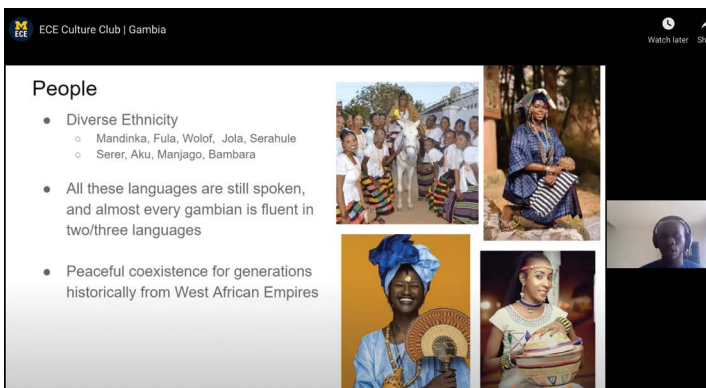 M
ECE
ECE Culture Club | Gambia
Watch later
Sh
People
● Diverse Ethnicity
○ Mandinka, Fula, Wolof, Jola, Serahule
○ Serer, Aku, Manjago, Bambara
● All these languages are still spoken,
and almost every gambian is fluent in
two/three languages
● Peaceful coexistence for generations
historically from West African Empires